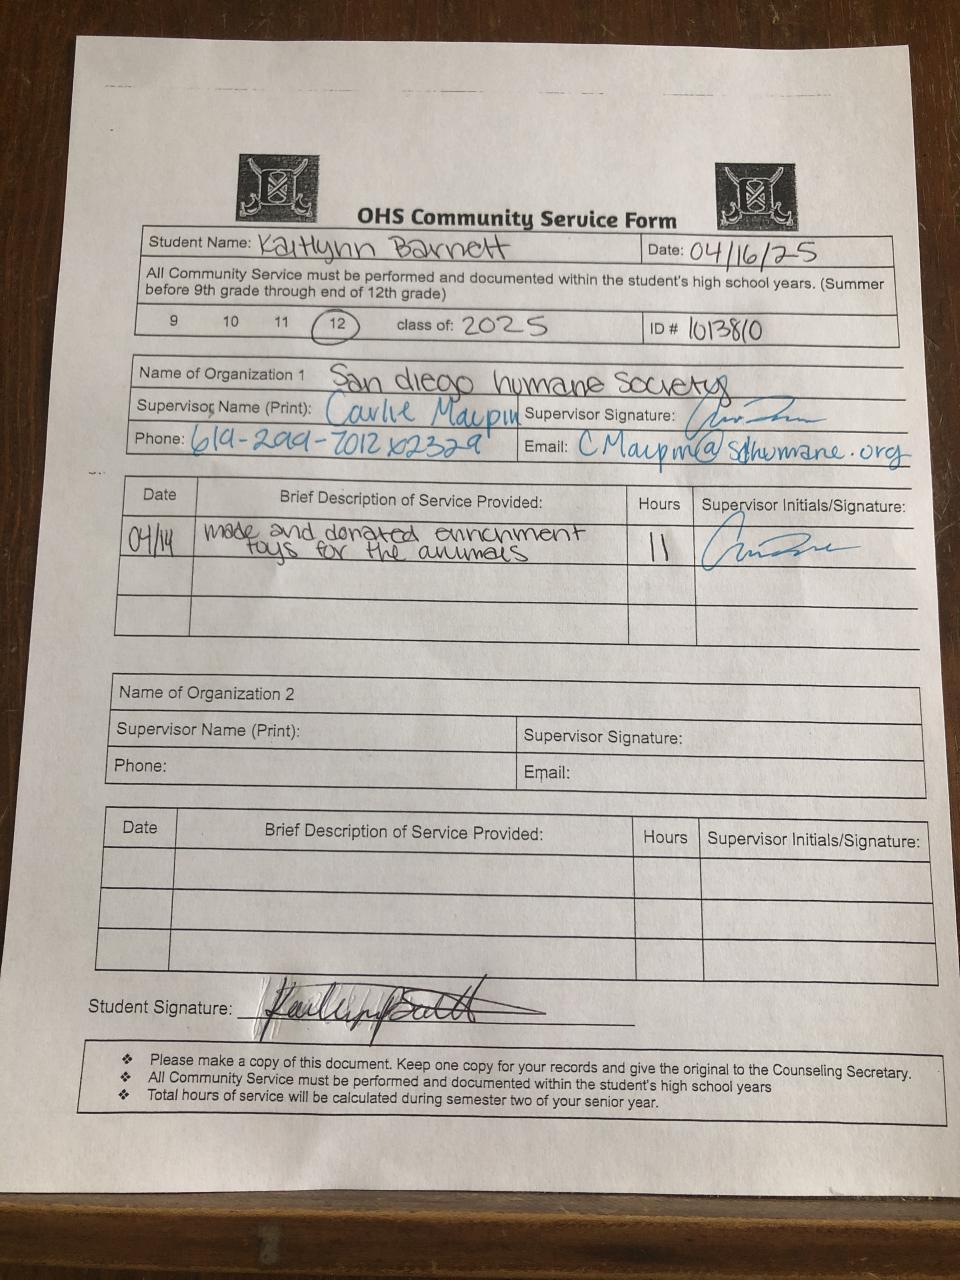 OHS Community Service Form
Student Name: Kaitlynn Barnett Date: 04/16/25
All Community Service must be performed and documented within the student's high school years. (Summer
before 9th grade through end of 12th grade)
9 10 11 12 class of: 2025 ID # 1013810
Name of Organization 1 San diego humane society
Supervisor Name (Print): Carlie Maupin Supervisor Signature:
Phone: 619-299-7012 x2329 Email: CMaupin@sdhumane.org
Date Brief Description of Service Provided: Hours Supervisor Initials/Signature:
04/14 made and donated enrichment 11
toys for the animals
Name of Organization 2
Supervisor Name (Print): Supervisor Signature:
Phone: Email:
Date Brief Description of Service Provided: Hours Supervisor Initials/Signature:
Student Signature:
❖ Please make a copy of this document. Keep one copy for your records and give the original to the Counseling Secretary.
❖ All Community Service must be performed and documented within the student's high school years
❖ Total hours of service will be calculated during semester two of your senior year.